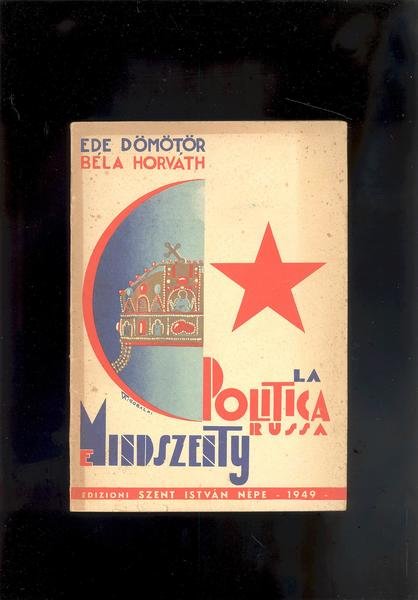 EDE DÖMÖTÖR
BÉLA HORVÁTH
LA
POLITICA
RUSSA
E MINDSZENTY
EDIZIONI SZENT ISTVÁN NÉPE - 1949 -